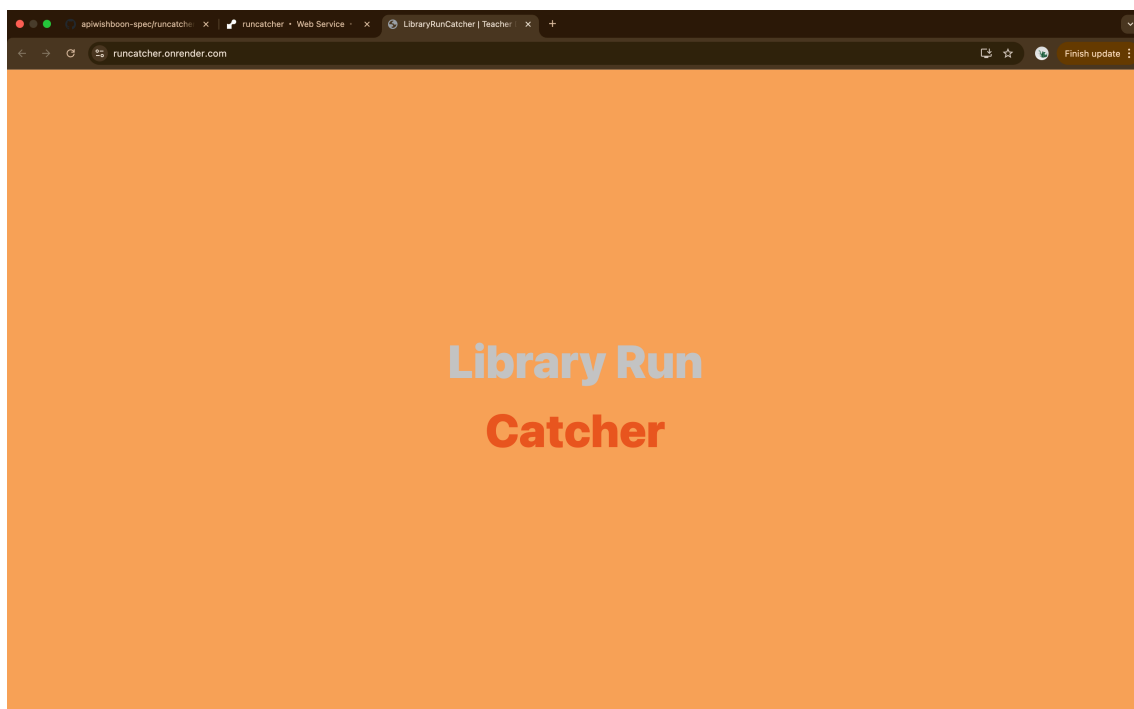 apiwishboon-spec/runcatche
runcatcher • Web Service
LibraryRunCatcher | Teacher
runcatcher.onrender.com
Finish update
Library Run
Catcher